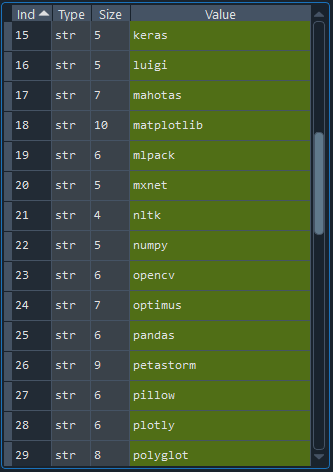 Ind Type Size Value
15 str 5 keras
16 str 5 luigi
17 str 7 mahotas
18 str 10 matplotlib
19 str 6 mlpack
20 str 5 mxnet
21 str 4 nltk
22 str 5 numpy
23 str 6 opencv
24 str 7 optimus
25 str 6 pandas
26 str 9 petastorm
27 str 6 pillow
28 str 6 plotly
29 str 8 polyglot